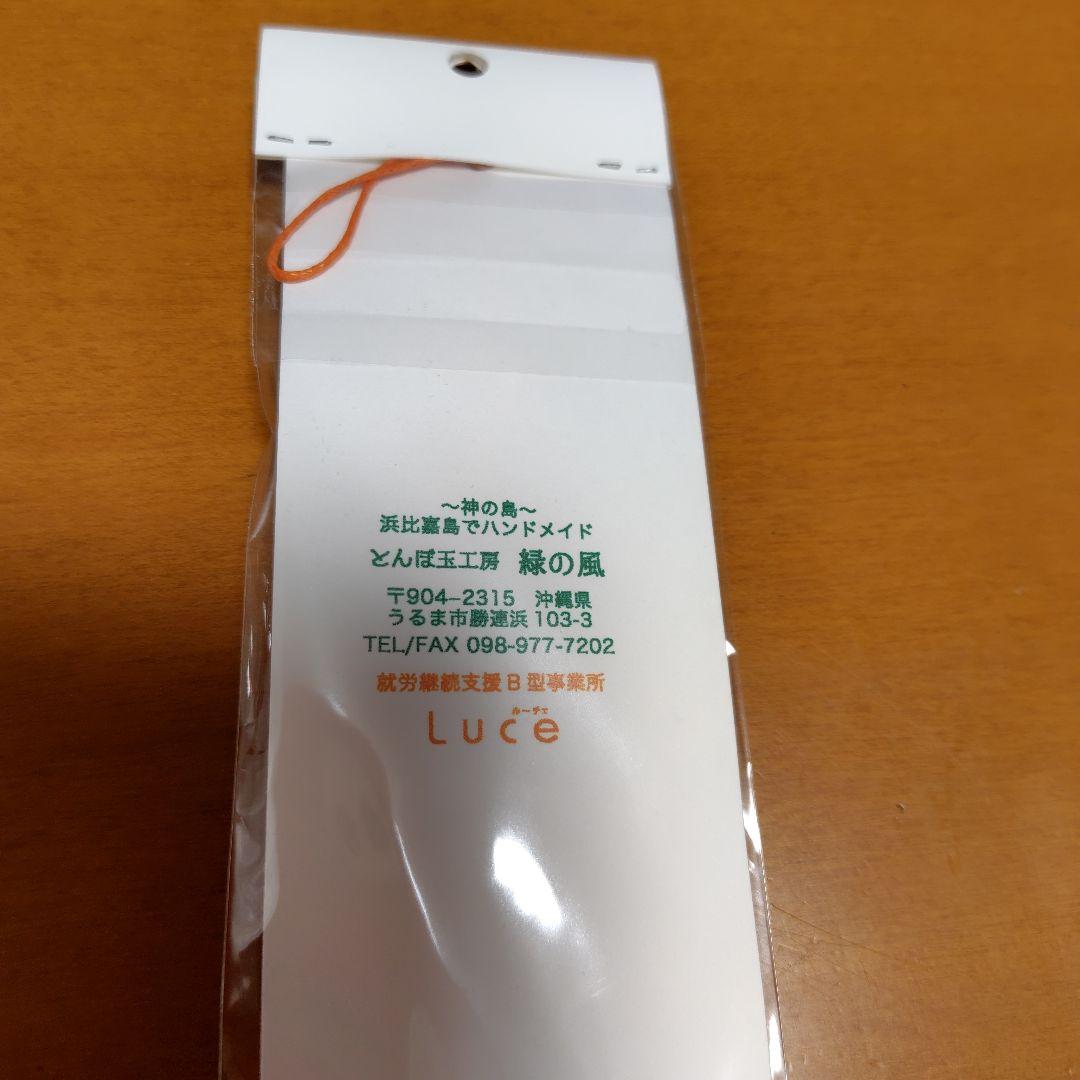 ～神の島～
浜比嘉島でハンドメイド
とんぼ玉工房 緑の風
〒904-2315 沖縄県
うるま市勝連浜103-3
TEL/FAX 098-977-7202
就労継続支援B型事業所
ルーチェ
Luce